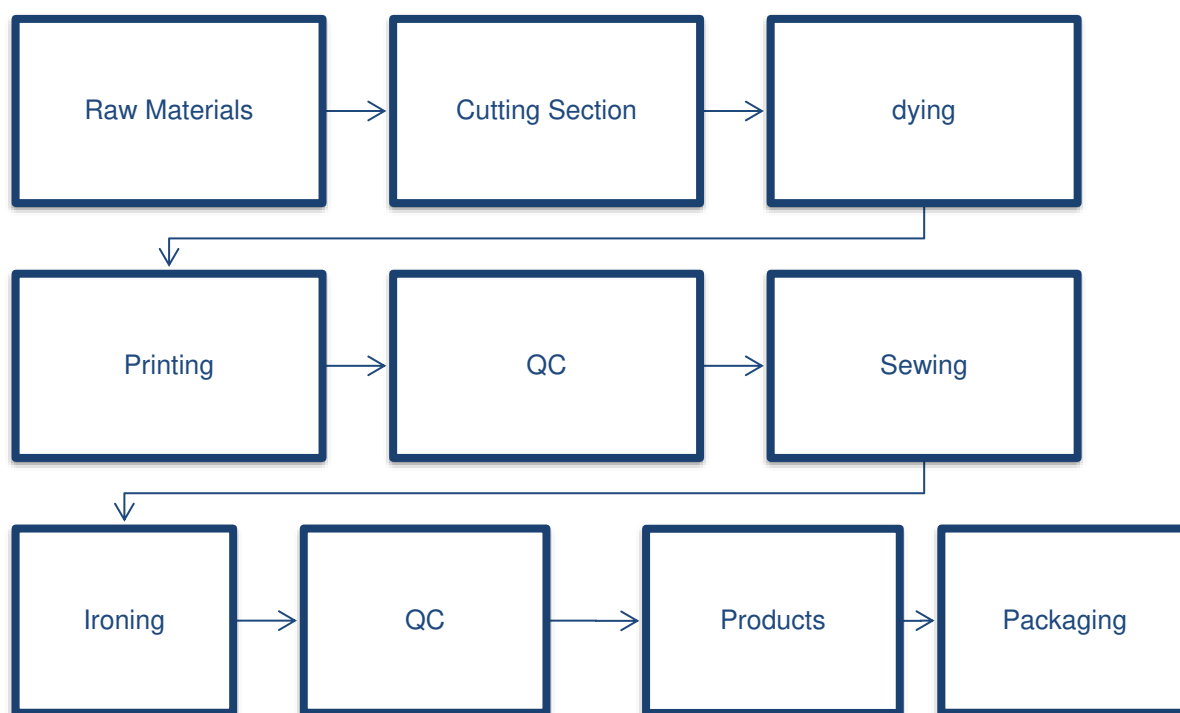 Raw Materials
Cutting Section
dying
Printing
QC
Sewing
Ironing
QC
Products
Packaging